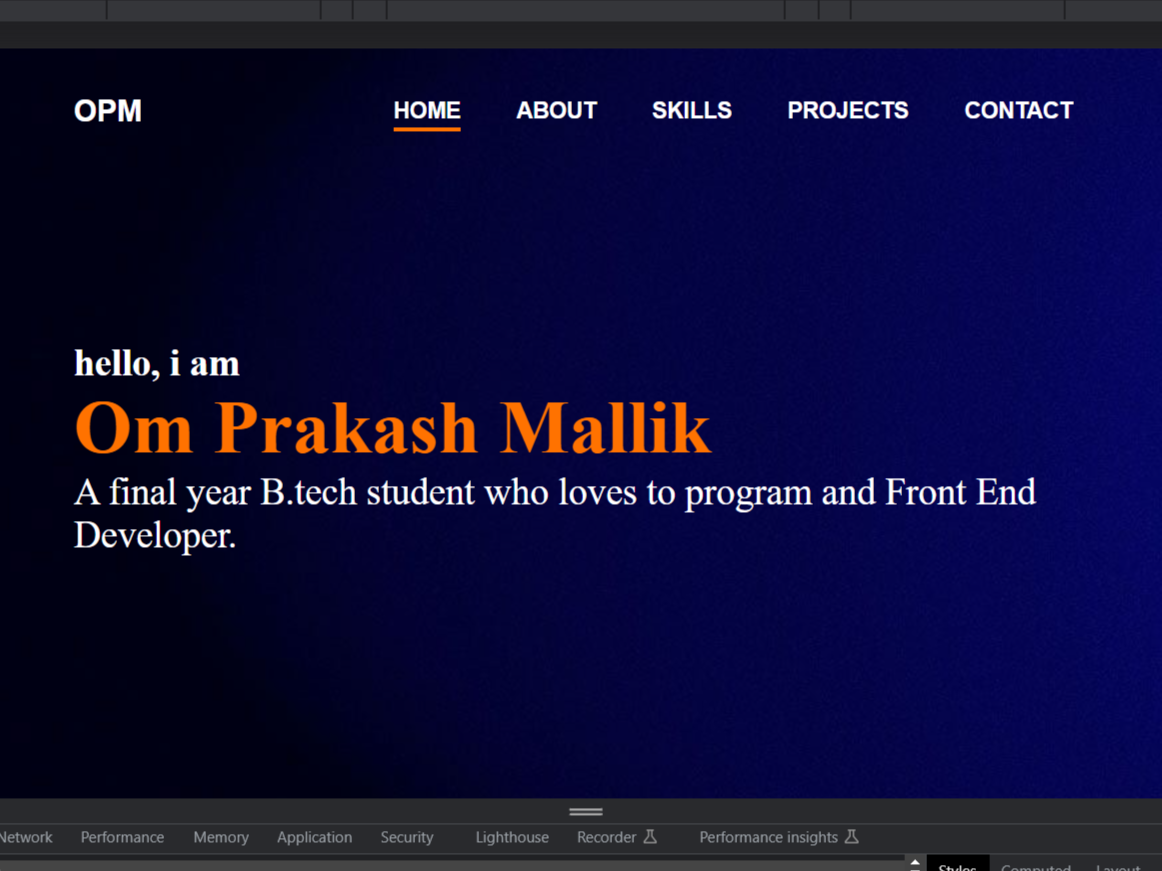 OPM HOME ABOUT SKILLS PROJECTS CONTACT
hello, i am
Om Prakash Mallik
A final year B.tech student who loves to program and Front End
Developer.
Network Performance Memory Application Security Lighthouse Recorder Performance insights
Styles Computed Layout